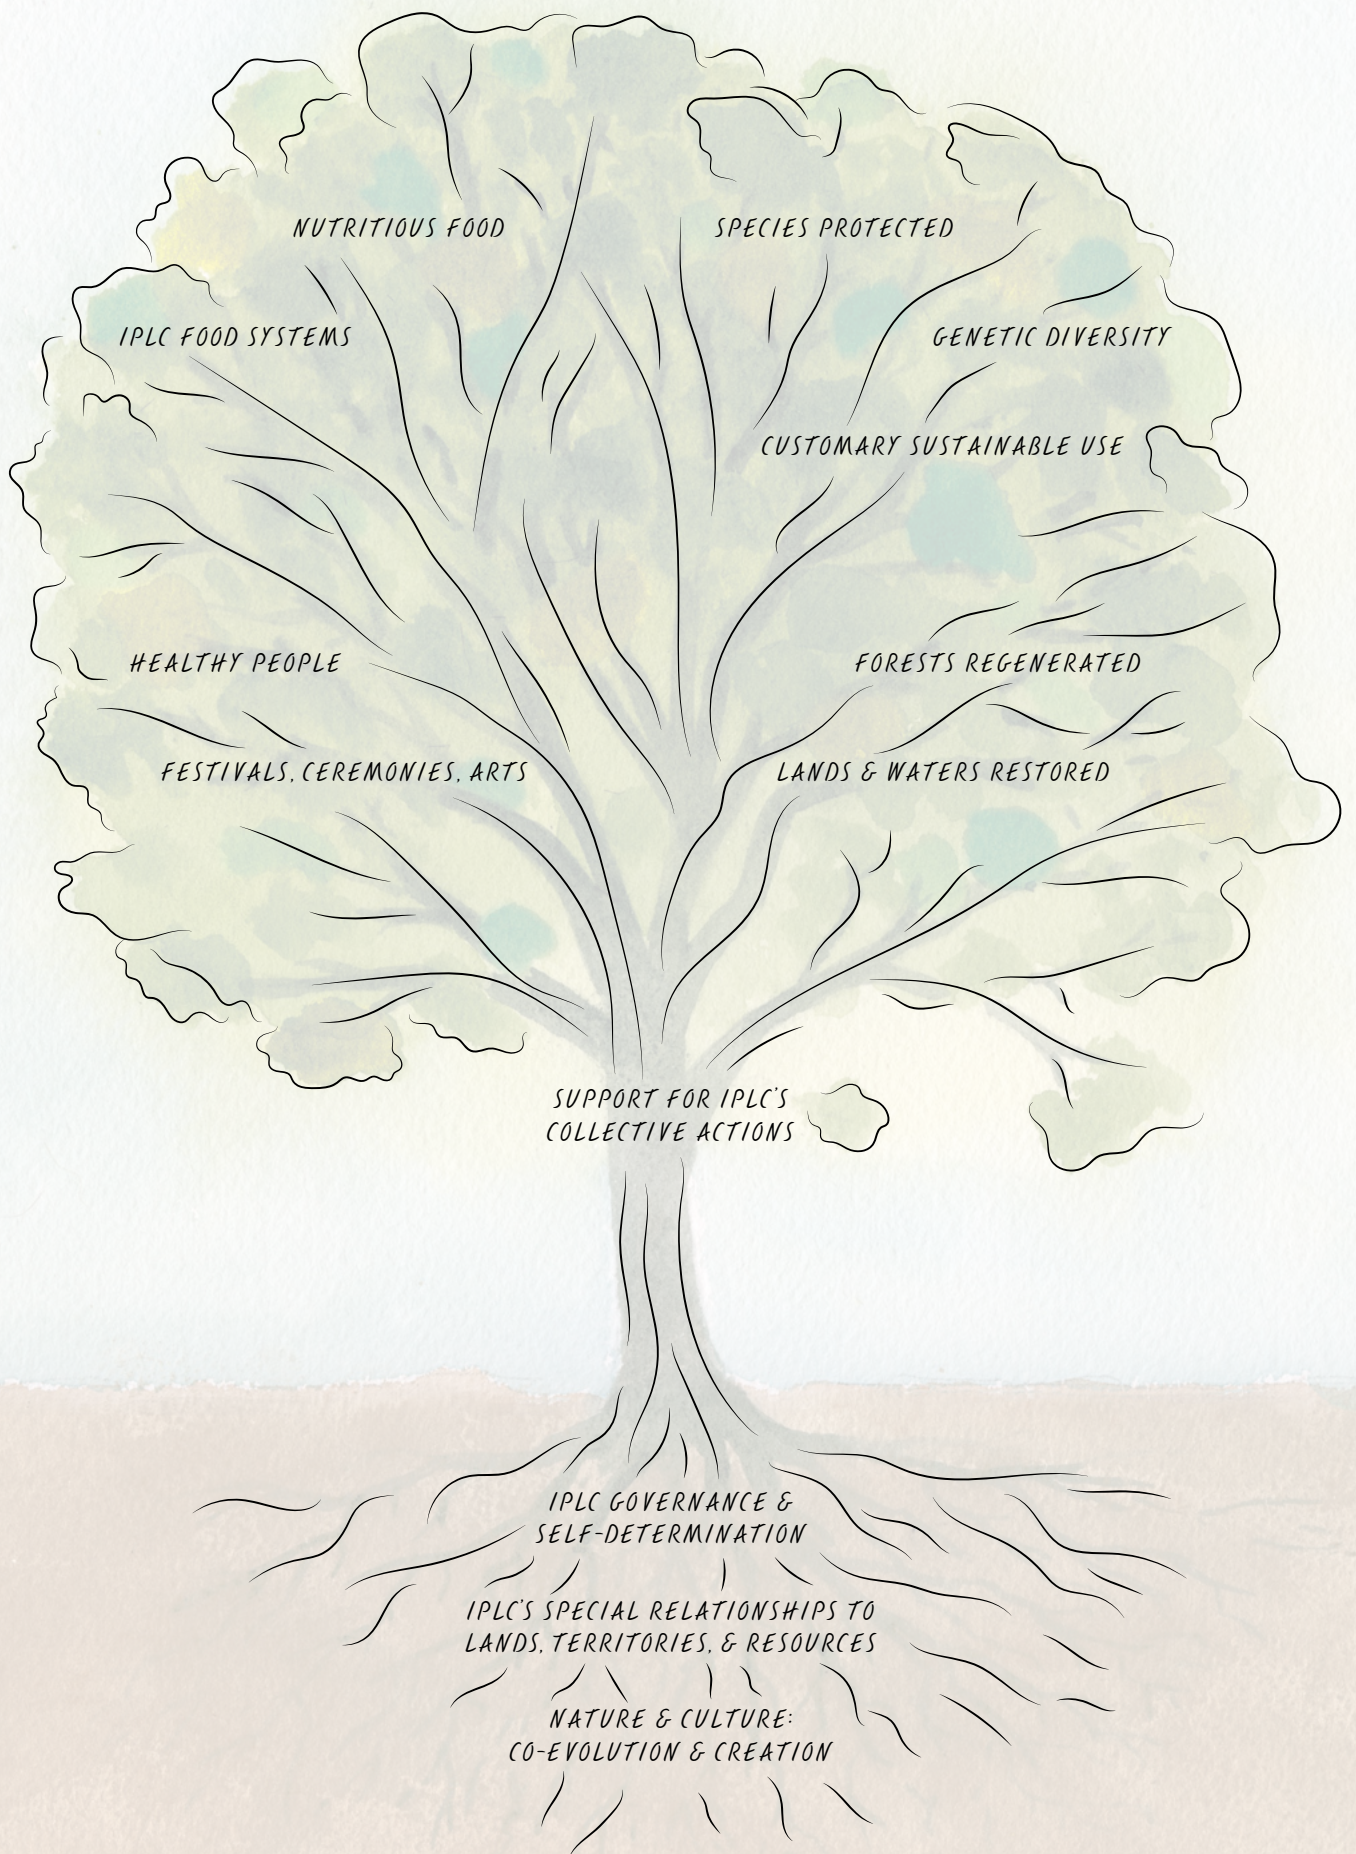 NUTRITIOUS FOOD
SPECIES PROTECTED
IPLC FOOD SYSTEMS
GENETIC DIVERSITY
CUSTOMARY SUSTAINABLE USE
HEALTHY PEOPLE
FORESTS REGENERATED
FESTIVALS, CEREMONIES, ARTS
LANDS & WATERS RESTORED
SUPPORT FOR IPLC'S
COLLECTIVE ACTIONS
IPLC GOVERNANCE &
SELF-DETERMINATION
IPLC'S SPECIAL RELATIONSHIPS TO
LANDS, TERRITORIES, & RESOURCES
NATURE & CULTURE:
CO-EVOLUTION & CREATION